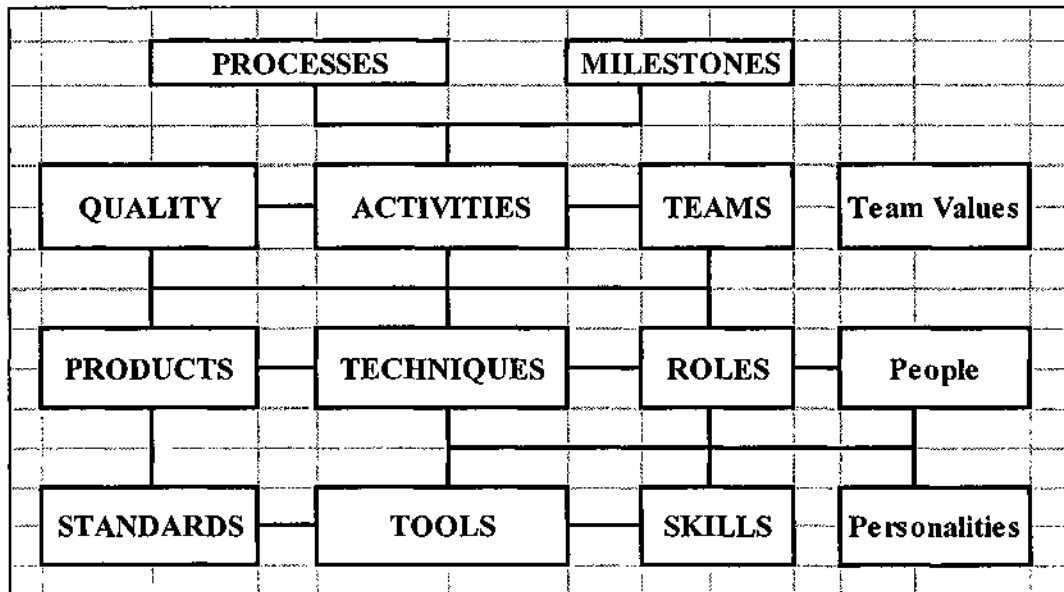 PROCESSES
MILESTONES
QUALITY
ACTIVITIES
TEAMS
Team Values
PRODUCTS
TECHNIQUES
ROLES
People
STANDARDS
TOOLS
SKILLS
Personalities